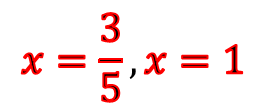 x = 3/5, x = 1